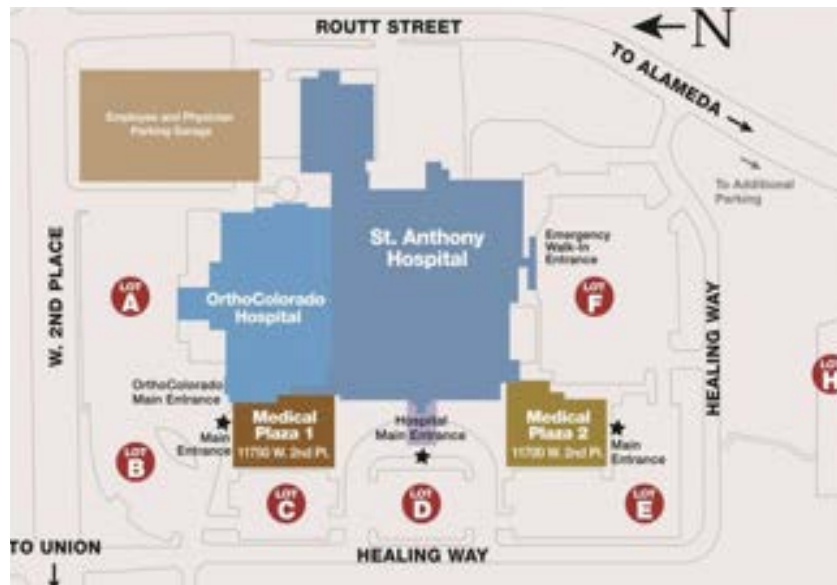 ROUTT STREET
N
TO ALAMEDA
Employee and Physician
Parking Garage
To Additional
Parking
St. Anthony
Hospital
Emergency
Walk-In
Entrance
W. 2ND PLACE
LOT
A
OrthoColorado
Hospital
LOT
F
HEALING WAY
LOT
H
OrthoColorado
Main Entrance
Main
Entrance
Medical
Plaza 1
11750 W. 2nd Pl.
Hospital
Main Entrance
Medical
Plaza 2
11700 W. 2nd Pl.
Main
Entrance
LOT
B
LOT
C
LOT
D
LOT
E
TO UNION
HEALING WAY